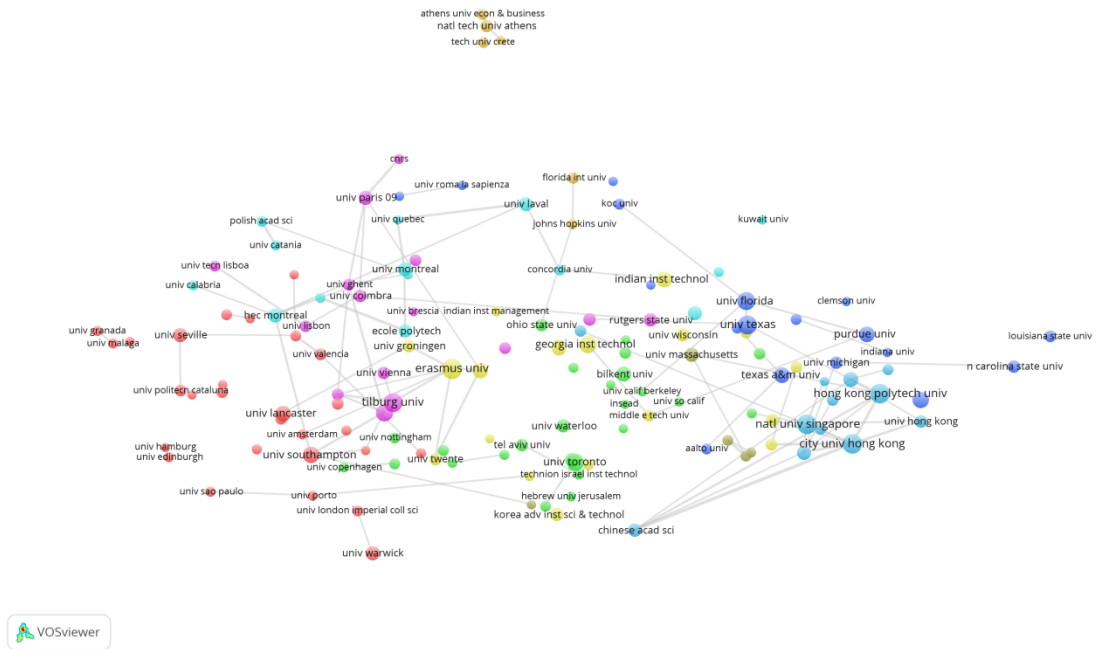 athens univ econ & business
natl tech univ athens
tech univ crete
cnrs
univ roma la sapienza
univ paris 09
florida int univ
koc univ
univ laval
polish acad sci
univ quebec
johns hopkins univ
kuwait univ
univ catania
univ tecn lisboa
univ montreal
concordia univ
indian inst technol
univ calabria
univ ghent
univ coimbra
univ florida
clemson univ
hec montreal
univ brescia
indian inst management
univ lisbon
ohio state univ
rutgers state univ
univ texas
univ granada
univ seville
ecole polytech
univ wisconsin
purdue univ
louisiana state univ
univ malaga
univ groningen
georgia inst technol
univ valencia
univ massachusetts
indiana univ
univ michigan
n carolina state univ
erasmus univ
univ vienna
bilkent univ
texas a&m univ
univ politecn cataluna
univ calif berkeley
hong kong polytech univ
tilburg univ
insead
univ so calif
univ lancaster
middle e tech univ
univ hong kong
natl univ singapore
univ waterloo
univ amsterdam
univ nottingham
tel aviv univ
city univ hong kong
aalto univ
univ hamburg
univ edinburgh
univ southampton
univ copenhagen
univ twente
univ toronto
technion israel inst technol
univ sao paulo
univ porto
hebrew univ jerusalem
univ london imperial coll sci
korea adv inst sci & technol
chinese acad sci
univ warwick
VOSviewer